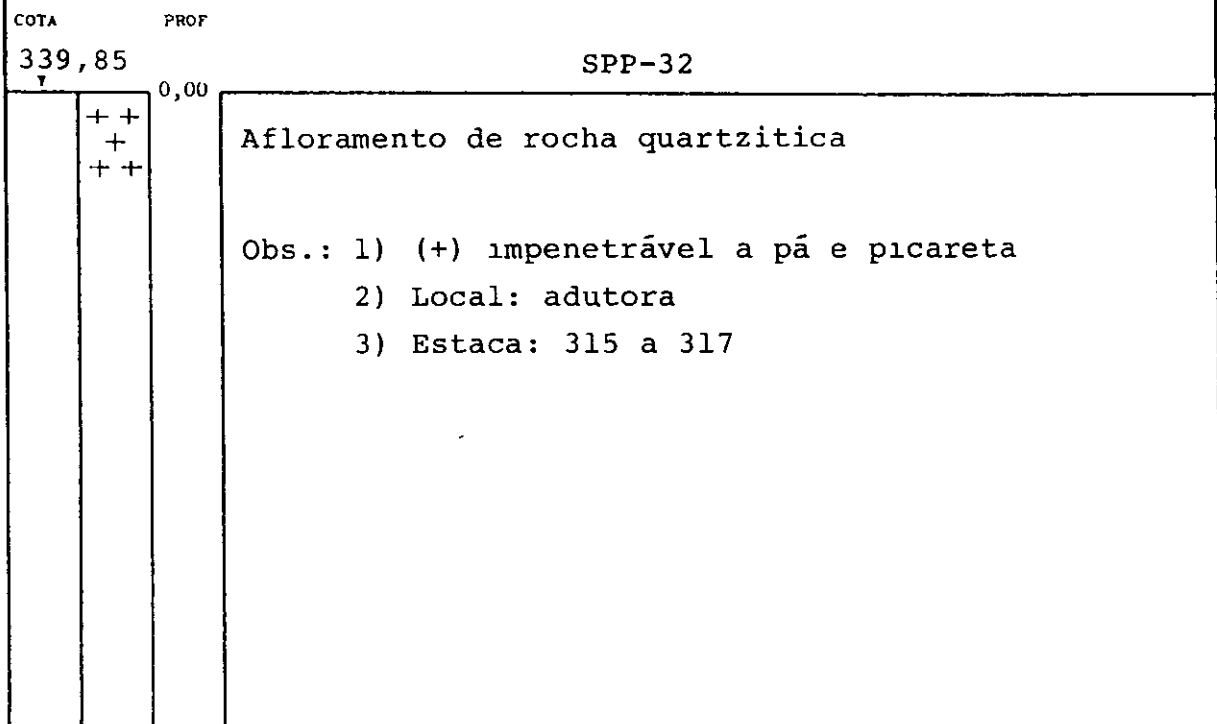 COTA PROF
339,85 SPP-32
0,00
+ +
+
+ +
Afloramento de rocha quartzitica
Obs.: 1) (+) impenetrável a pá e picareta
2) Local: adutora
3) Estaca: 315 a 317